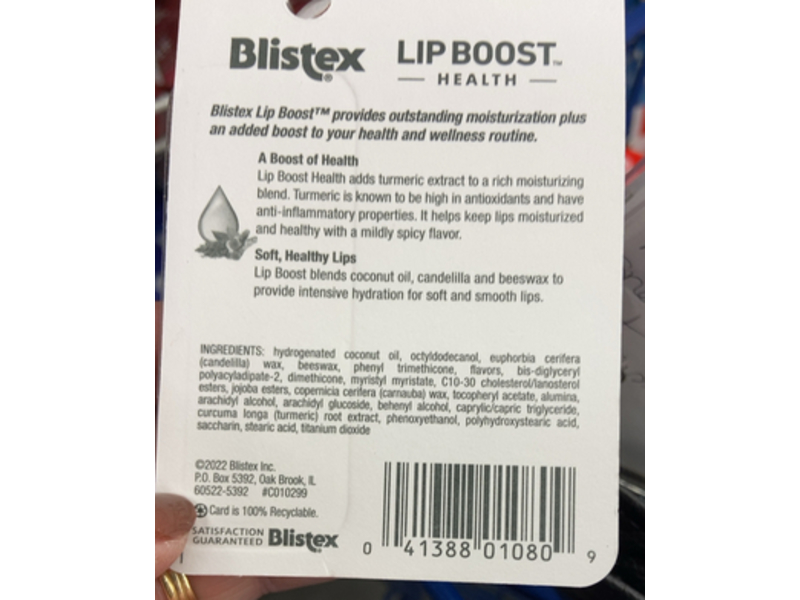 Blistex® LIP BOOST™
HEALTH
Blistex Lip Boost™ provides outstanding moisturization plus
an added boost to your health and wellness routine.
A Boost of Health
Lip Boost Health adds turmeric extract to a rich moisturizing
blend. Turmeric is known to be high in antioxidants and have
anti-inflammatory properties. It helps keep lips moisturized
and healthy with a mildly spicy flavor.
Soft, Healthy Lips
Lip Boost blends coconut oil, candelilla and beeswax to
provide intensive hydration for soft and smooth lips.
INGREDIENTS: hydrogenated coconut oil, octyldodecanol, euphorbia cerifera
(candelilla) wax, beeswax, phenyl trimethicone, flavors, bis-diglyceryl
polyacyladipate-2, dimethicone, myristyl myristate, C10-30 cholesterol/lanosterol
esters, jojoba esters, copernicia cerifera (carnauba) wax, tocopheryl acetate, alumina,
arachidyl alcohol, arachidyl glucoside, behenyl alcohol, caprylic/capric triglyceride,
curcuma longa (turmeric) root extract, phenoxyethanol, polyhydroxystearic acid,
saccharin, stearic acid, titanium dioxide
©2022 Blistex Inc.
P.O. Box 5392, Oak Brook, IL
60522-5392 #C010299
Card is 100% Recyclable.
SATISFACTION
GUARANTEED Blistex®
0 41388 01080 9